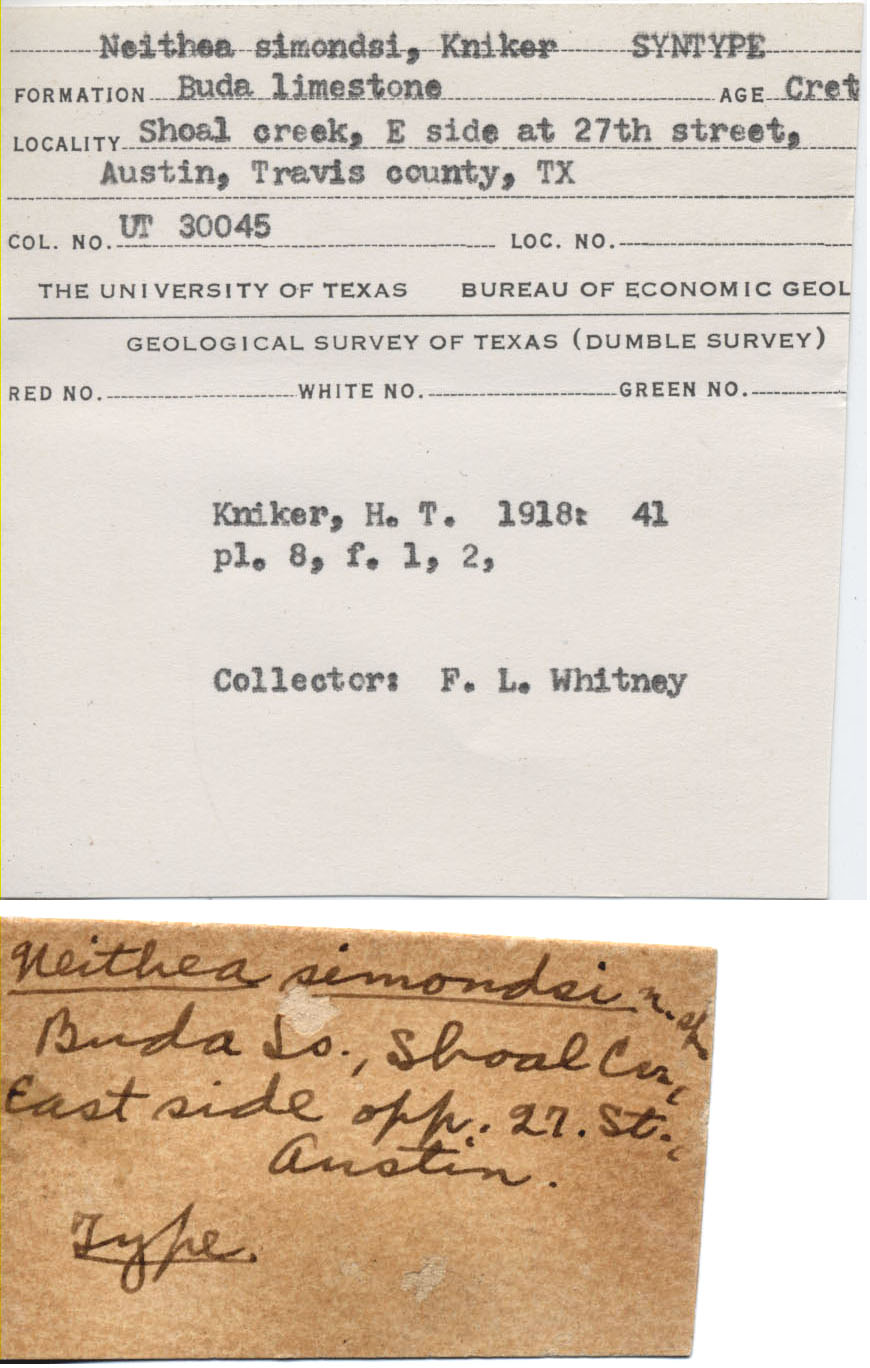 Neithea simondsi, Kniker SYNTYPE
FORMATION Buda limestone AGE Cret
LOCALITY Shoal creek, E side at 27th street,
Austin, Travis county, TX
COL. NO. UT 30045 LOC. NO.
THE UNIVERSITY OF TEXAS BUREAU OF ECONOMIC GEOL
GEOLOGICAL SURVEY OF TEXAS (DUMBLE SURVEY)
RED NO. WHITE NO. GREEN NO.
Kniker, H. T. 1918: 41
pl. 8, f. 1, 2,
Collector: F. L. Whitney
Neithea simondsi n. sp.
Buda Ls., Shoal Cr.,
East side opp. 27. St.,
Austin.
Type.